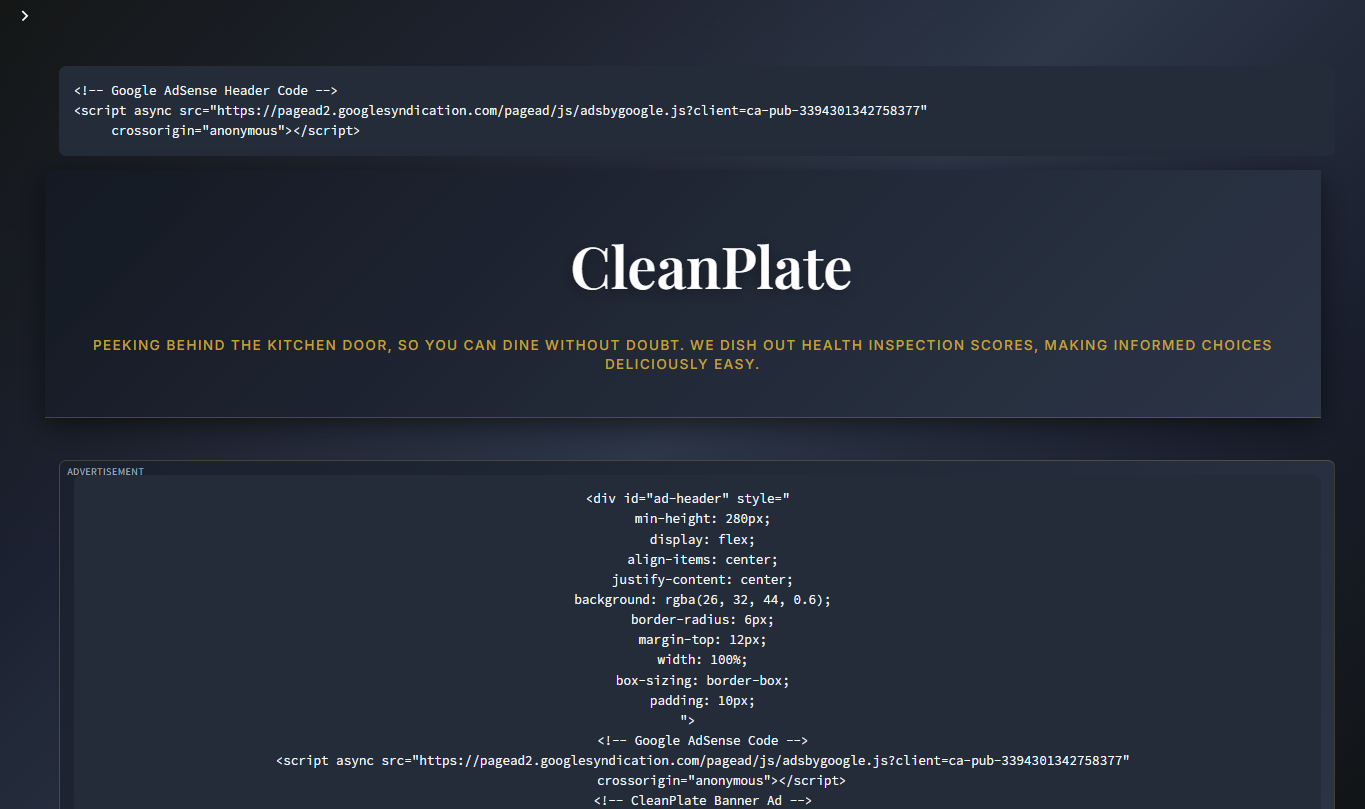 <!-- Google AdSense Header Code -->
<script async src="https://pagead2.googlesyndication.com/pagead/js/adsbygoogle.js?client=ca-pub-3394301342758377"
crossorigin="anonymous"></script>
CleanPlate
PEEKING BEHIND THE KITCHEN DOOR, SO YOU CAN DINE WITHOUT DOUBT. WE DISH OUT HEALTH INSPECTION SCORES, MAKING INFORMED CHOICES
DELICIOUSLY EASY.
ADVERTISEMENT
<div id="ad-header" style="
min-height: 280px;
display: flex;
align-items: center;
justify-content: center;
background: rgba(26, 32, 44, 0.6);
border-radius: 6px;
margin-top: 12px;
width: 100%;
box-sizing: border-box;
padding: 10px;
">
<!-- Google AdSense Code -->
<script async src="https://pagead2.googlesyndication.com/pagead/js/adsbygoogle.js?client=ca-pub-3394301342758377"
crossorigin="anonymous"></script>
<!-- CleanPlate Banner Ad -->